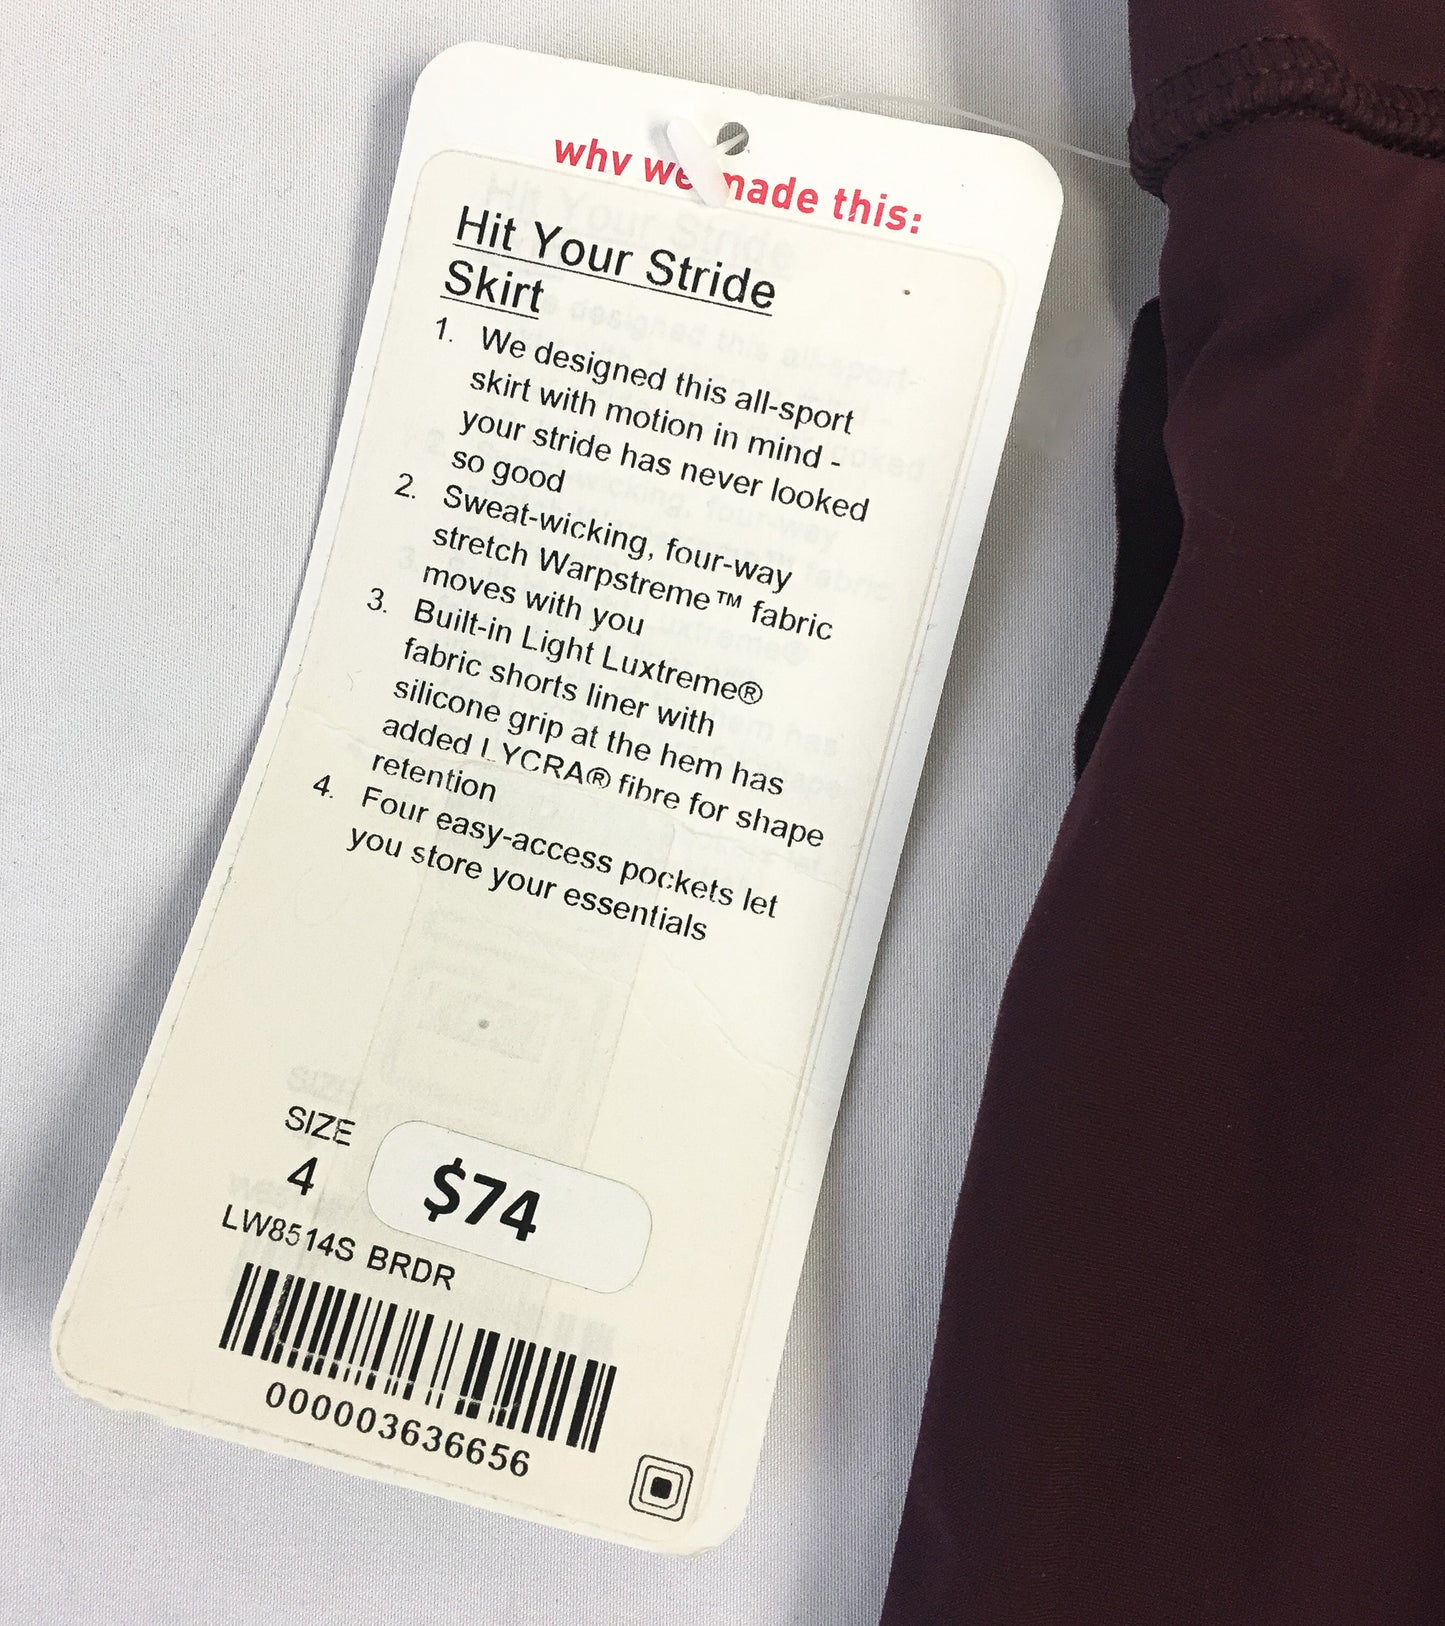 why we made this:
Hit Your Stride
Skirt
1. We designed this all-sport
skirt with motion in mind -
your stride has never looked
so good
2. Sweat-wicking, four-way
stretch Warpstreme™ fabric
moves with you
3. Built-in Light Luxtreme®
fabric shorts liner with
silicone grip at the hem has
added LYCRA® fibre for shape
retention
4. Four easy-access pockets let
you store your essentials
SIZE
4
$74
LW8514S BRDR
000003636656